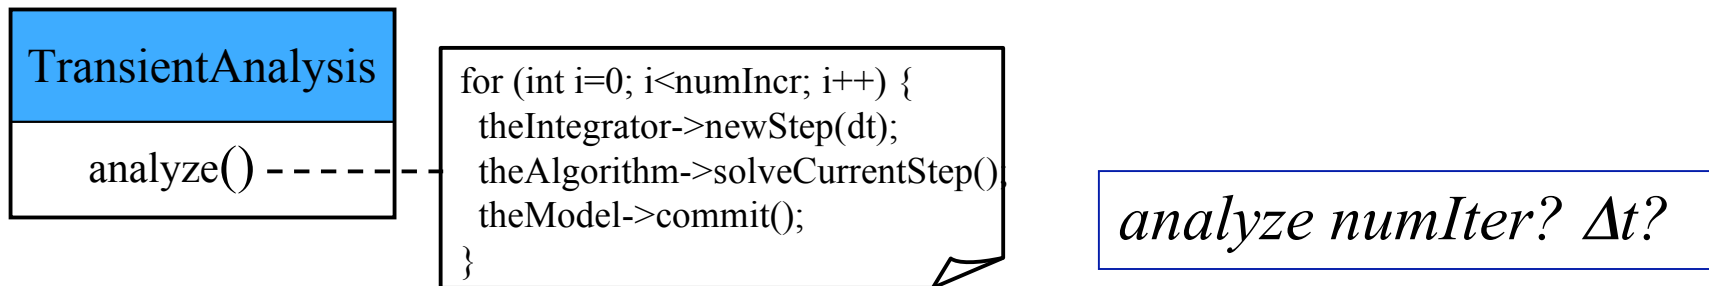 TransientAnalysis
analyze()
for (int i=0; i<numIncr; i++) {
theIntegrator->newStep(dt);
theAlgorithm->solveCurrentStep();
theModel->commit();
}
analyze numIter? Δt?